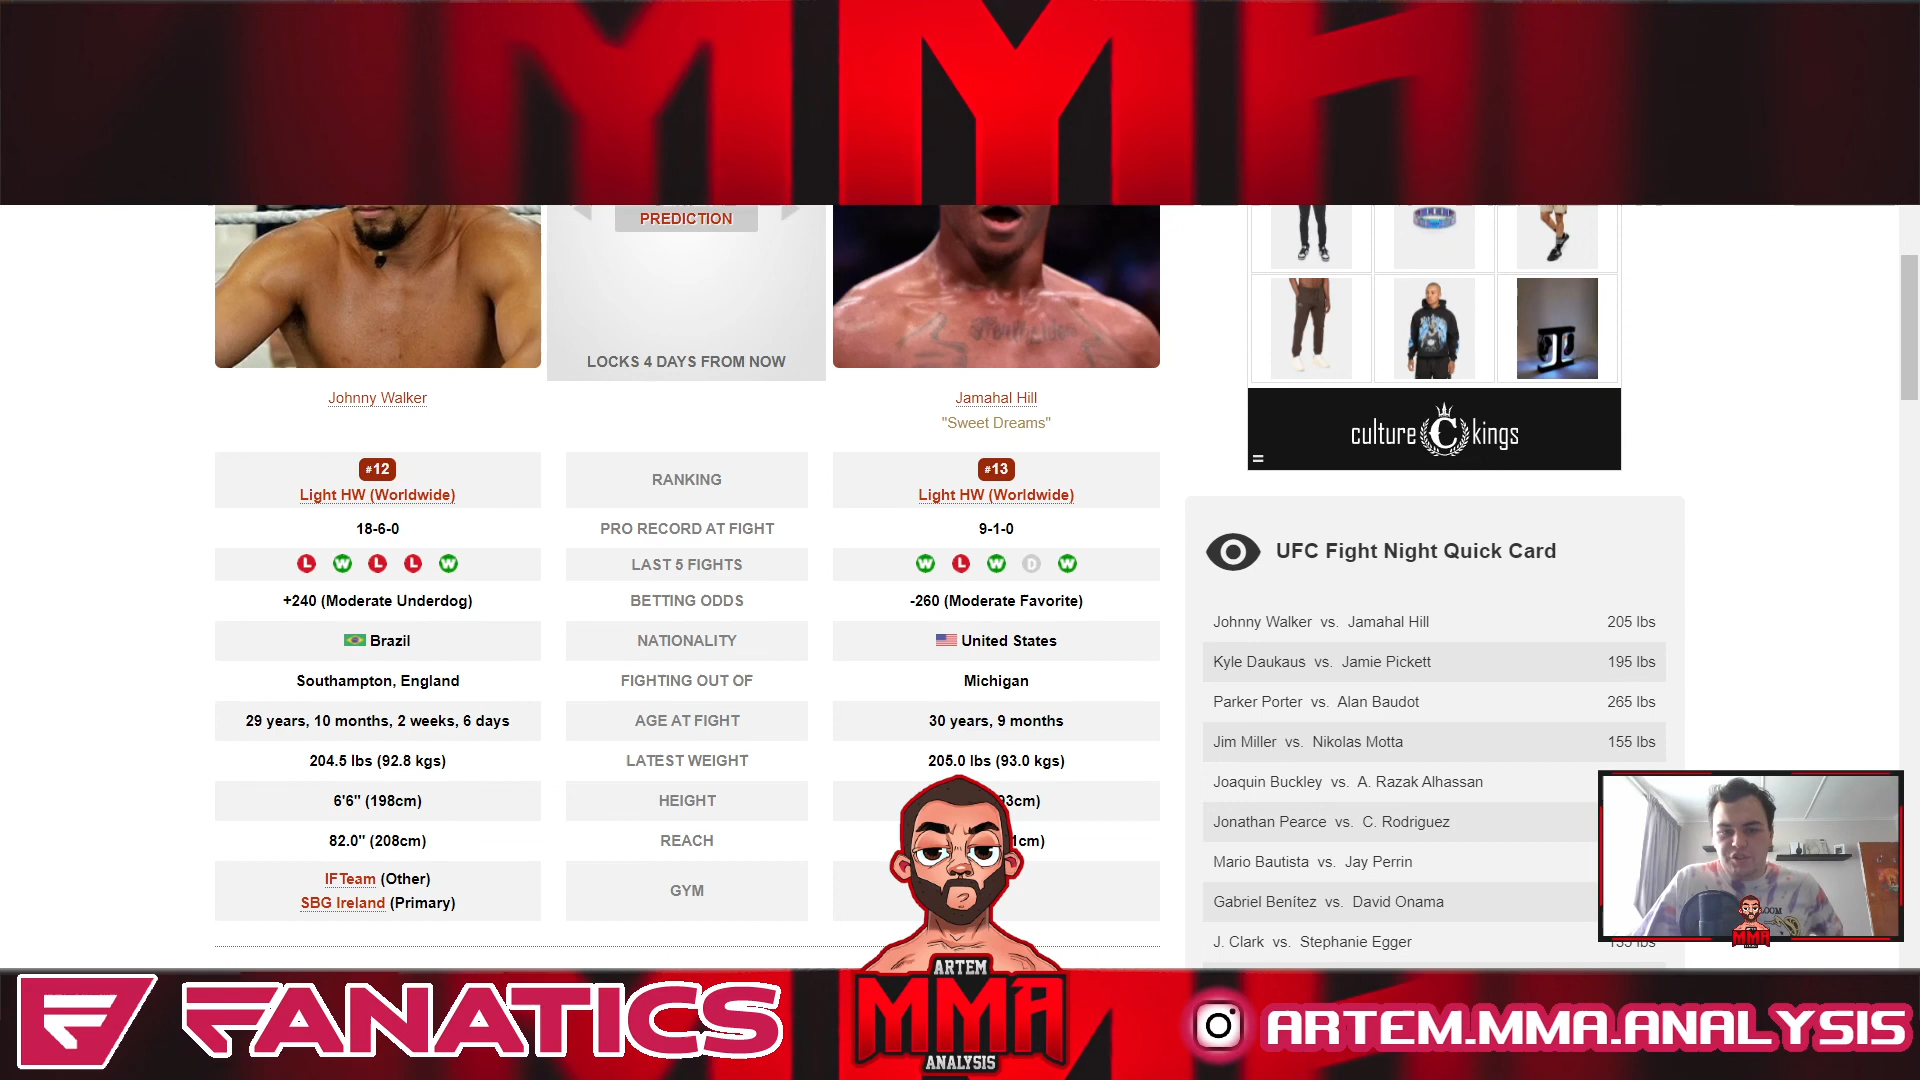 MMA
PREDICTION
LOCKS 4 DAYS FROM NOW
Johnny Walker
Jamahal Hill
"Sweet Dreams"
#12
Light HW (Worldwide)
RANKING
#13
Light HW (Worldwide)
18-6-0
PRO RECORD AT FIGHT
9-1-0
L W L L W
LAST 5 FIGHTS
W L W D W
+240 (Moderate Underdog)
BETTING ODDS
-260 (Moderate Favorite)
Brazil
NATIONALITY
United States
Southampton, England
FIGHTING OUT OF
Michigan
29 years, 10 months, 2 weeks, 6 days
AGE AT FIGHT
30 years, 9 months
204.5 lbs (92.8 kgs)
LATEST WEIGHT
205.0 lbs (93.0 kgs)
6'6" (198cm)
HEIGHT
3cm)
82.0" (208cm)
REACH
1cm)
IFTeam (Other)
SBG Ireland (Primary)
GYM
culture C kings
UFC Fight Night Quick Card
Johnny Walker vs. Jamahal Hill 205 lbs
Kyle Daukaus vs. Jamie Pickett 195 lbs
Parker Porter vs. Alan Baudot 265 lbs
Jim Miller vs. Nikolas Motta 155 lbs
Joaquin Buckley vs. A. Razak Alhassan
Jonathan Pearce vs. C. Rodriguez
Mario Bautista vs. Jay Perrin
Gabriel Benítez vs. David Onama
J. Clark vs. Stephanie Egger
MMA
FANATICS
ARTEM
MMA
ANALYSIS
ARTEM.MMA.ANALYSIS